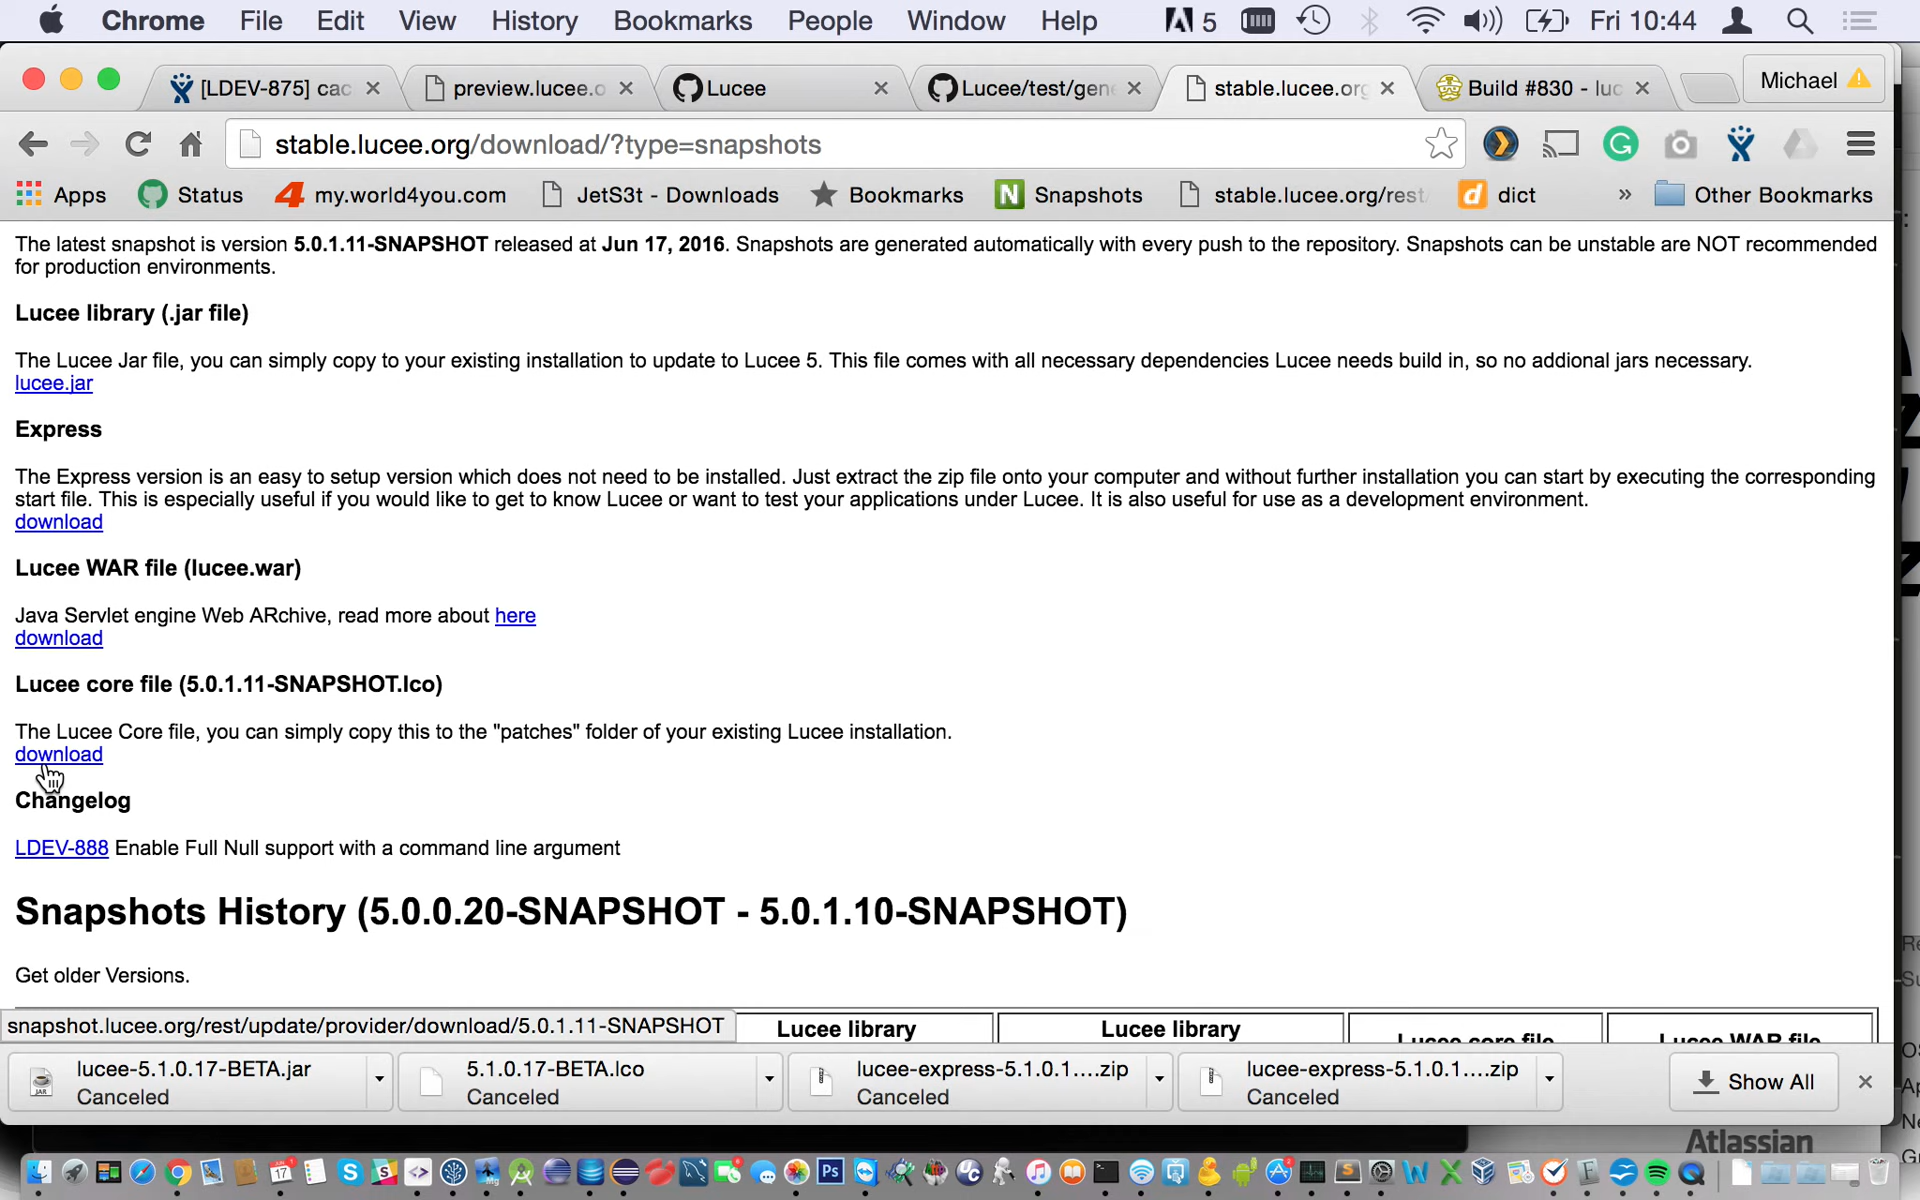 Chrome File Edit View History Bookmarks People Window Help 5 Fri 10:44
[LDEV-875] cac preview.lucee.o Lucee Lucee/test/gene stable.lucee.org Build #830 - luc Michael
stable.lucee.org/download/?type=snapshots
Apps Status my.world4you.com JetS3t - Downloads Bookmarks Snapshots stable.lucee.org/rest dict » Other Bookmarks
The latest snapshot is version 5.0.1.11-SNAPSHOT released at Jun 17, 2016. Snapshots are generated automatically with every push to the repository. Snapshots can be unstable are NOT recommended
for production environments.
Lucee library (.jar file)
The Lucee Jar file, you can simply copy to your existing installation to update to Lucee 5. This file comes with all necessary dependencies Lucee needs build in, so no addional jars necessary.
lucee.jar
Express
The Express version is an easy to setup version which does not need to be installed. Just extract the zip file onto your computer and without further installation you can start by executing the corresponding
start file. This is especially useful if you would like to get to know Lucee or want to test your applications under Lucee. It is also useful for use as a development environment.
download
Lucee WAR file (lucee.war)
Java Servlet engine Web ARchive, read more about here
download
Lucee core file (5.0.1.11-SNAPSHOT.lco)
The Lucee Core file, you can simply copy this to the "patches" folder of your existing Lucee installation.
download
Changelog
LDEV-888 Enable Full Null support with a command line argument
Snapshots History (5.0.0.20-SNAPSHOT - 5.0.1.10-SNAPSHOT)
Get older Versions.
snapshot.lucee.org/rest/update/provider/download/5.0.1.11-SNAPSHOT Lucee library Lucee library Lucee core file Lucee WAR file
lucee-5.1.0.17-BETA.jar 5.1.0.17-BETA.lco lucee-express-5.1.0.1....zip lucee-express-5.1.0.1....zip Show All
Canceled Canceled Canceled Canceled
Atlassian